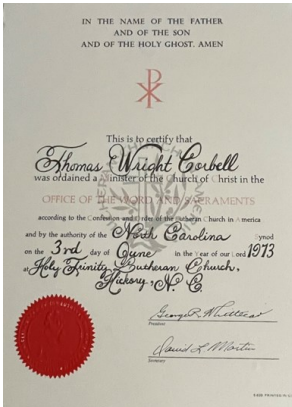 IN THE NAME OF THE FATHER
AND OF THE SON
AND OF THE HOLY GHOST. AMEN
This is to certify that
Thomas Wright Corbell
was ordained a Minister of the Church of Christ in the
OFFICE OF THE WORD AND SACRAMENTS
according to the Confession and Order of the Lutheran Church in America
and by the authority of the North Carolina Synod
on the 3rd day of June in the Year of our Lord 1973
at Holy Trinity Lutheran Church,
Hickory, N C
George R. Whittecar
President
David L. Martin
Secretary